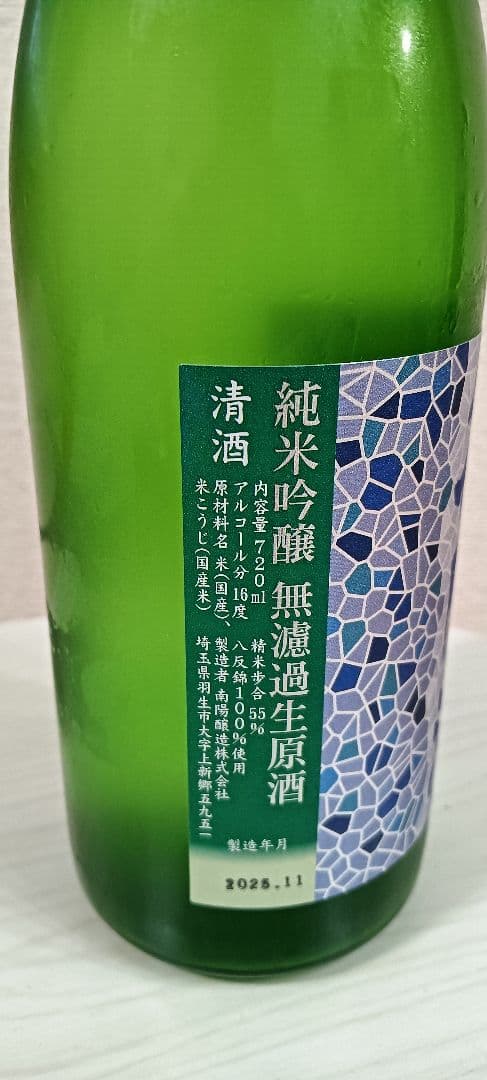 純米吟醸 無濾過生原酒
清酒
内容量 720ml 精米歩合 55%
アルコール分 16度 八反錦100%使用
原材料名 米(国産)、 製造者 南陽醸造株式会社
米こうじ(国産米) 埼玉県羽生市大字上新郷五九五一
製造年月
2025.11